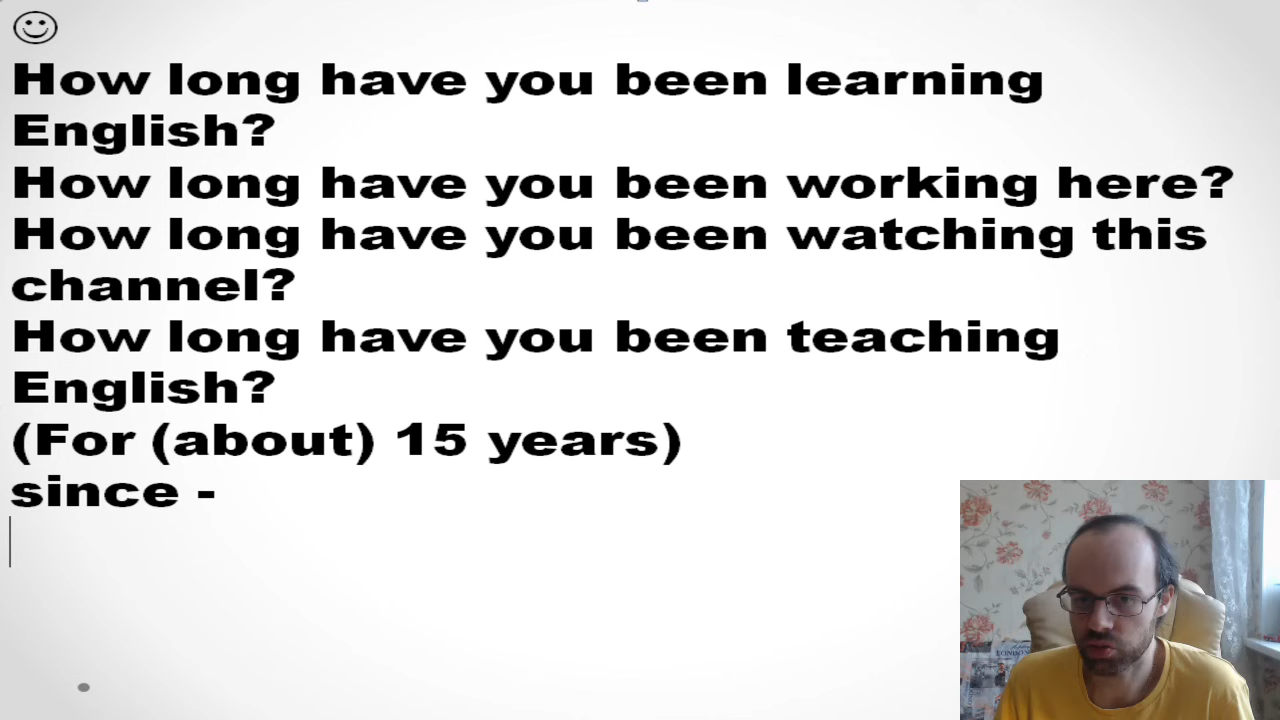 How long have you been learning
English?
How long have you been working here?
How long have you been watching this
channel?
How long have you been teaching
English?
(For (about) 15 years)
since -
LONDON